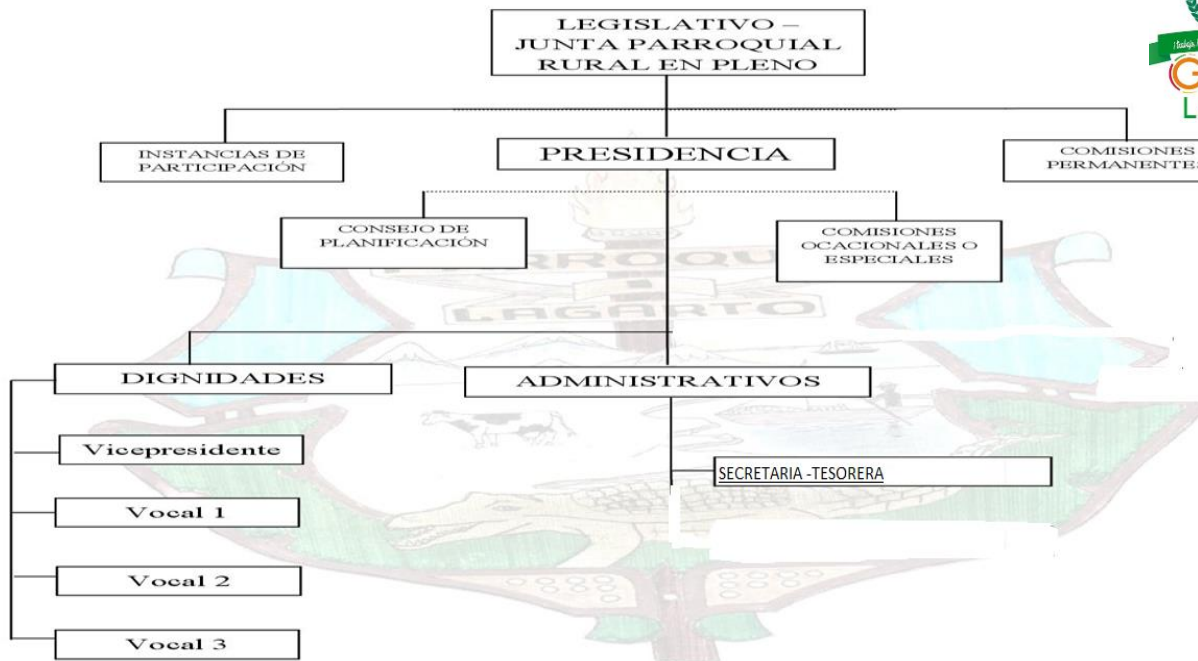 LEGISLATIVO –
JUNTA PARROQUIAL
RURAL EN PLENO
INSTANCIAS DE
PARTICIPACIÓN
PRESIDENCIA
COMISIONES
PERMANENTES
CONSEJO DE
PLANIFICACIÓN
COMISIONES
OCACIONALES O
ESPECIALES
LAGARTO
DIGNIDADES
ADMINISTRATIVOS
Vicepresidente
SECRETARIA -TESORERA
Vocal 1
Vocal 2
Vocal 3